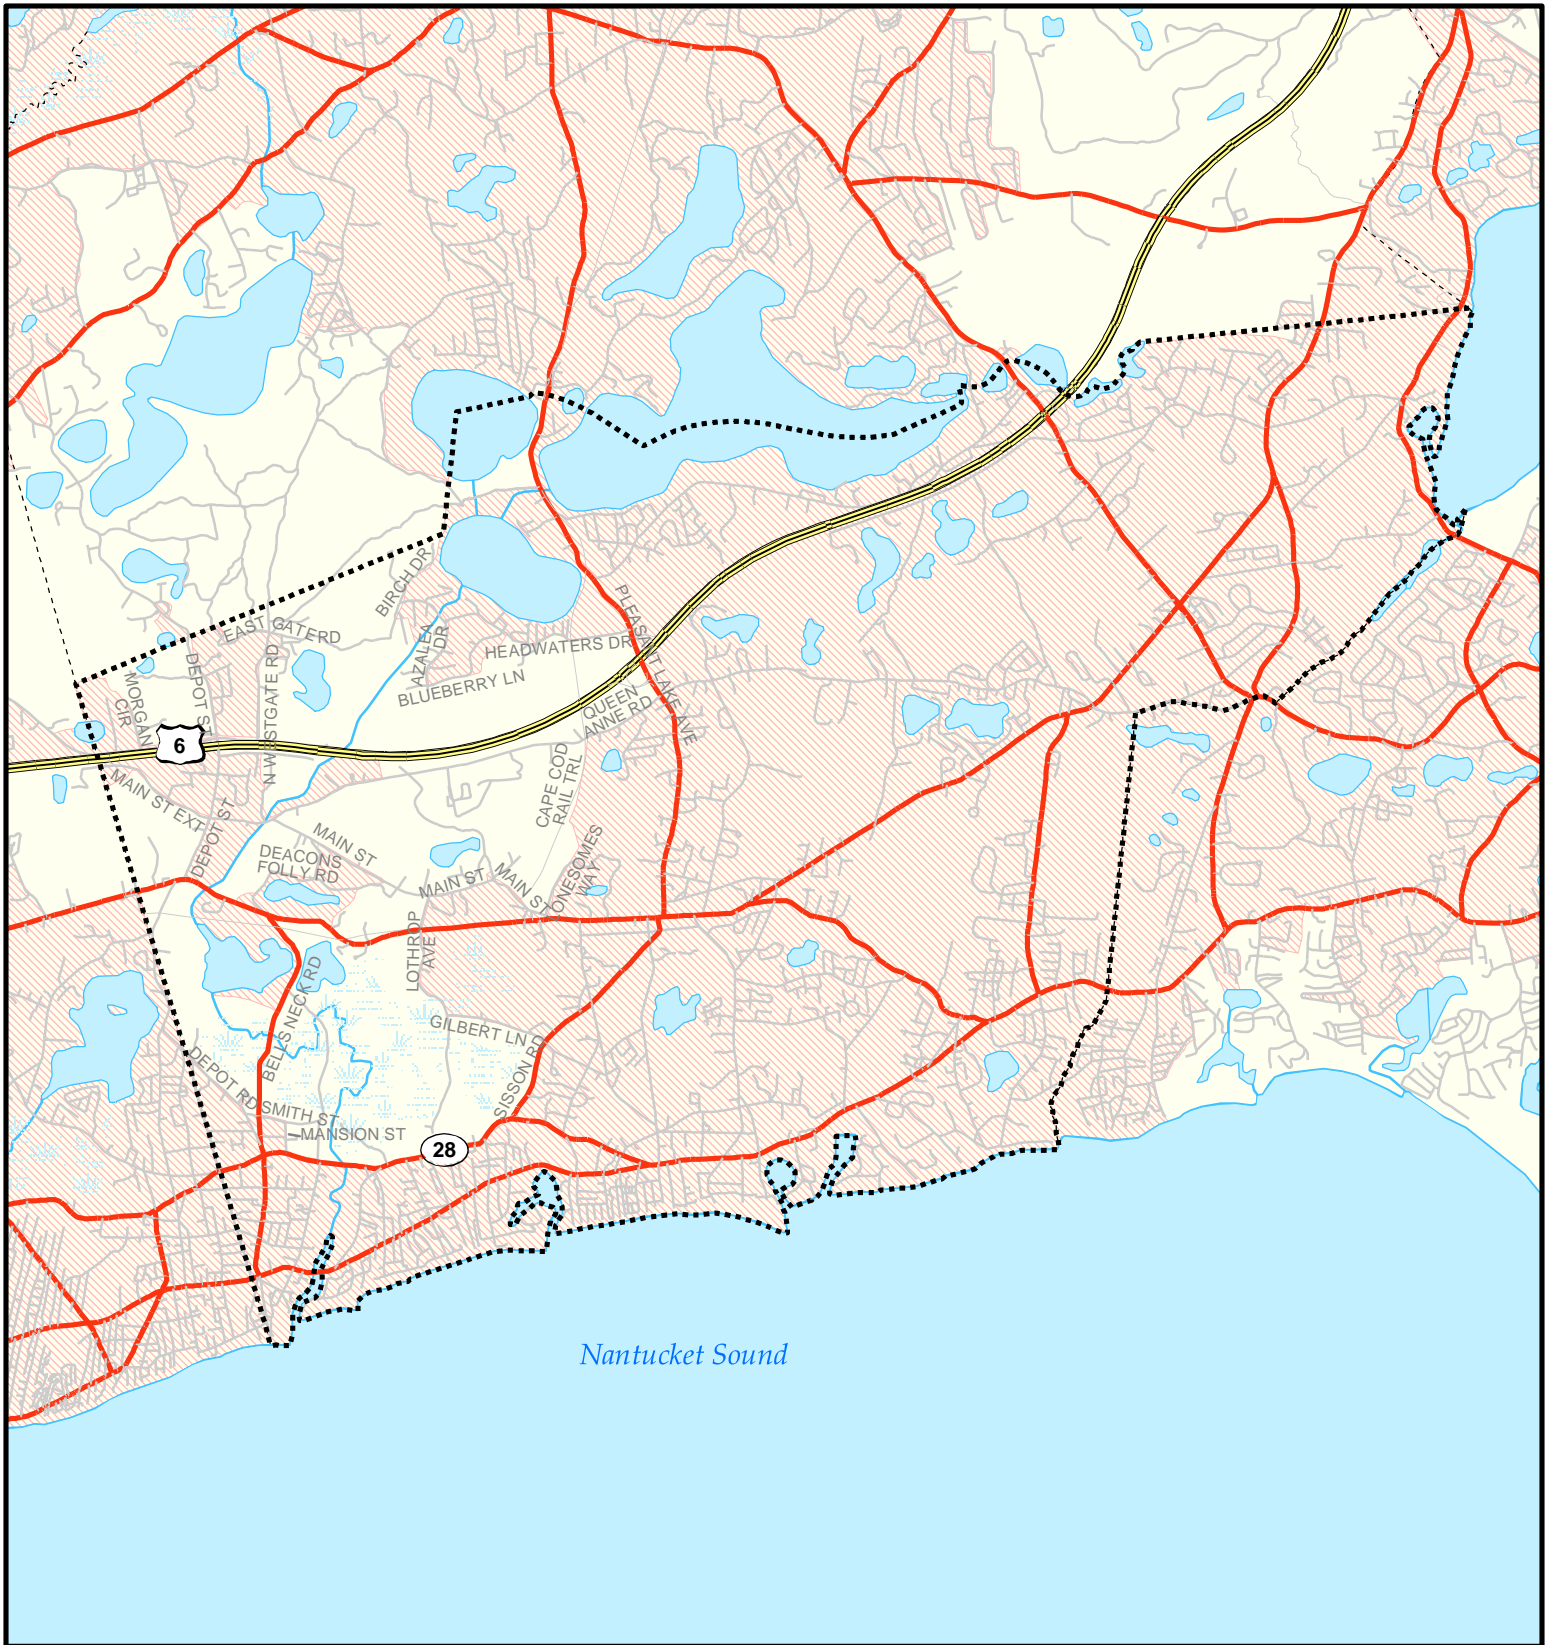 BIRCH DR
PLEASANT LAKE AVE
EAST GATERD
AZALEA
DR
HEADWATERS DR
DEPOT ST
N WESTGATE RD
MORGAN
CIR
BLUEBERRY LN
QUEEN
ANNE RD
6
CAPE COD
RAIL TRL
MAIN ST EXT
DEPOT ST
MAIN ST
DEACONS
FOLLY RD
MAIN ST
MAIN ST
ONESOMES
WAY
LOTHROP
AVE
BELLS NECK RD
GILBERT LN
SISSON RD
DEPOT RD
SMITH ST
MANSION ST
28
Nantucket Sound